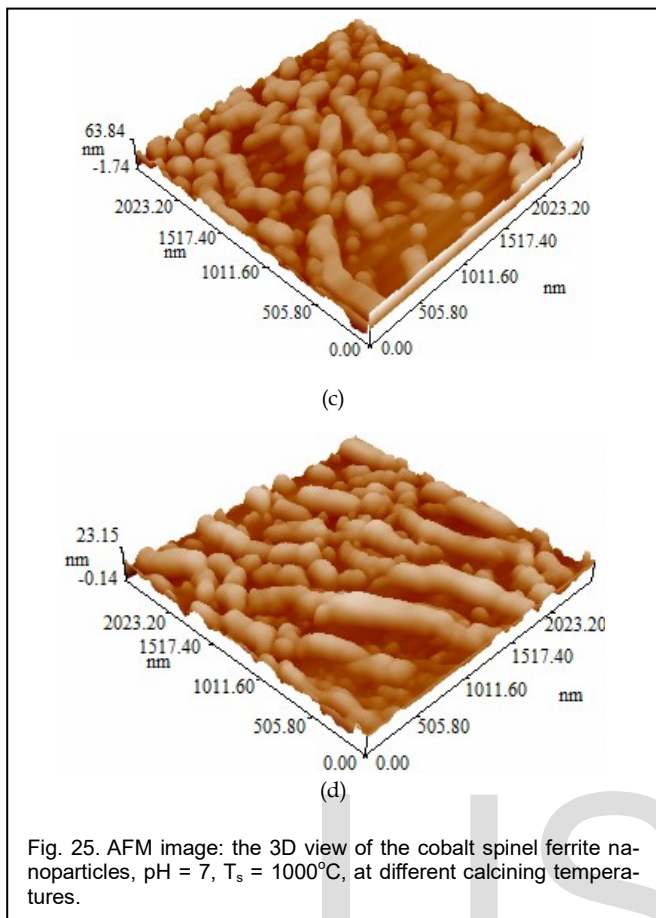 63.84
nm
-1.74
2023.20
1517.40
nm
1011.60
505.80
0.00
0.00
505.80
1011.60
nm
1517.40
2023.20
(c)
23.15
nm
-0.14
2023.20
1517.40
nm
1011.60
505.80
0.00
0.00
505.80
1011.60
nm
1517.40
2023.20
(d)
Fig. 25. AFM image: the 3D view of the cobalt spinel ferrite na-
noparticles, pH = 7, Ts = 1000°C, at different calcining tempera-
tures.